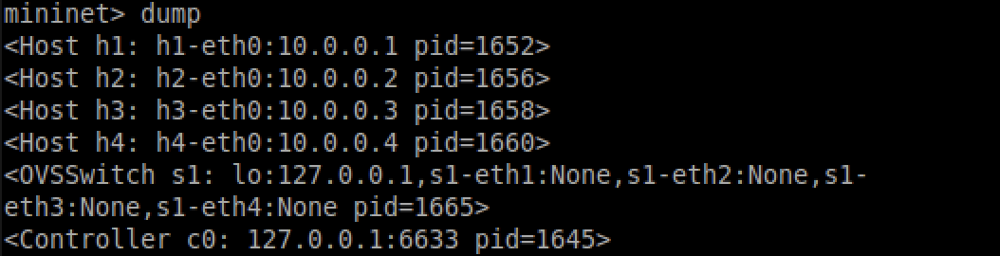 mininet> dump
<Host h1: h1-eth0:10.0.0.1 pid=1652>
<Host h2: h2-eth0:10.0.0.2 pid=1656>
<Host h3: h3-eth0:10.0.0.3 pid=1658>
<Host h4: h4-eth0:10.0.0.4 pid=1660>
<OVSSwitch s1: lo:127.0.0.1,s1-eth1:None,s1-eth2:None,s1-
eth3:None,s1-eth4:None pid=1665>
<Controller c0: 127.0.0.1:6633 pid=1645>